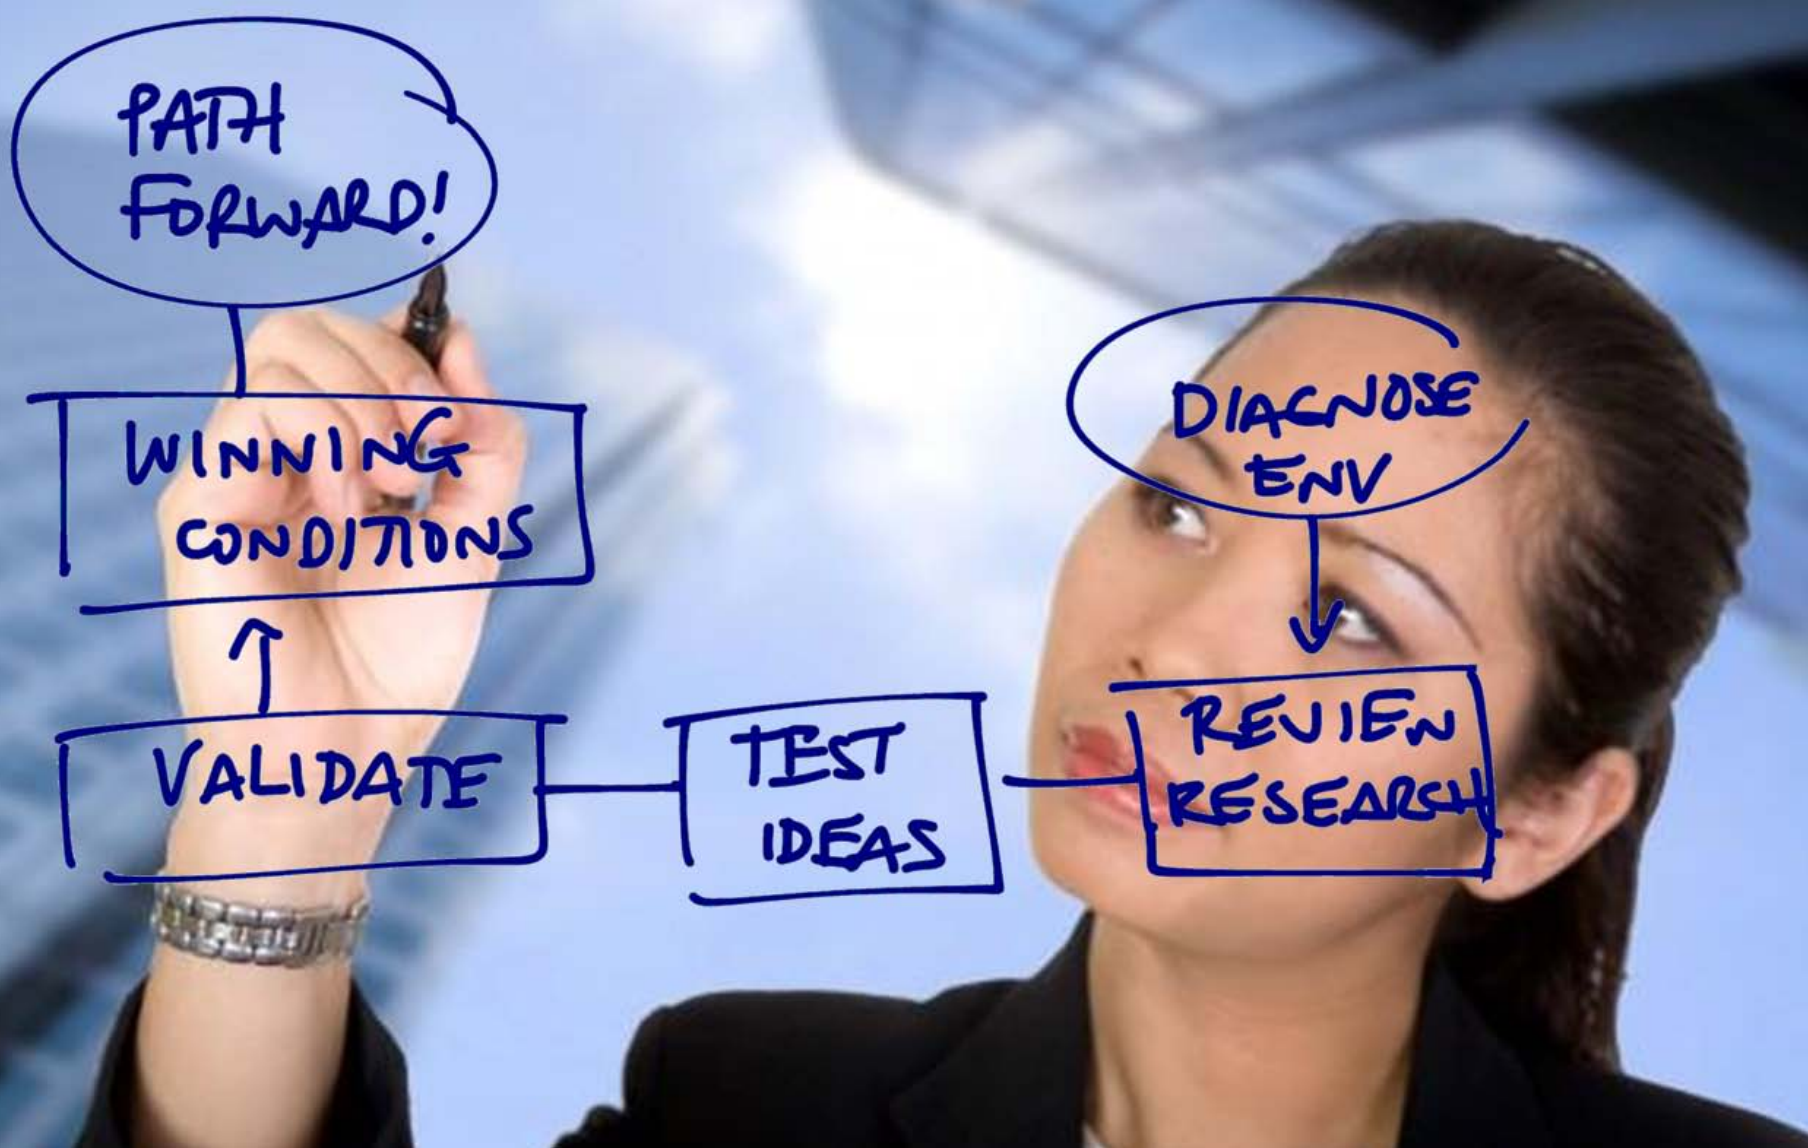 PATH
FORWARD!
WINNING
CONDITIONS
VALIDATE
TEST
IDEAS
DIAGNOSE
ENV
REVIEW
RESEARCH